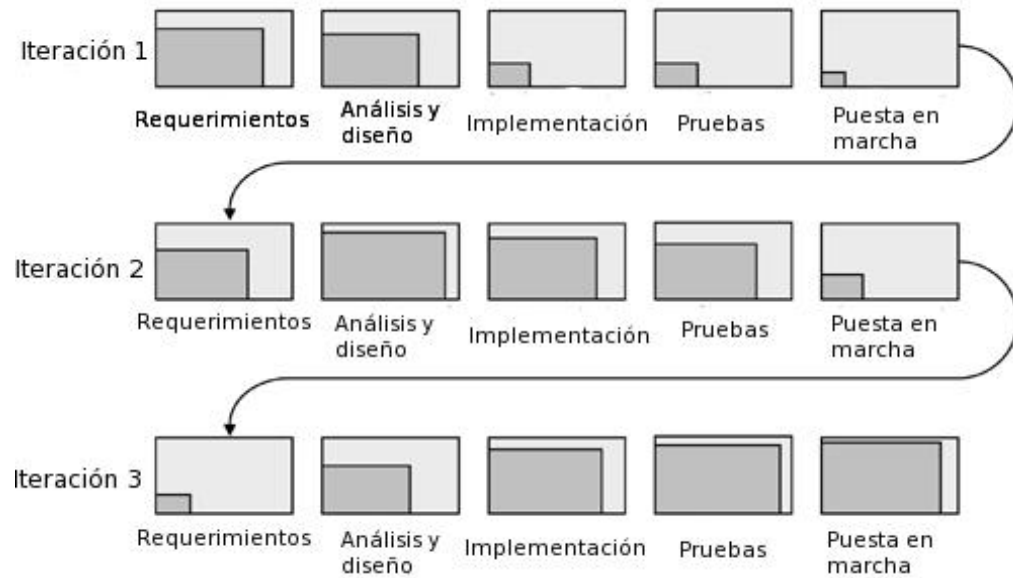 Iteración 1
Requerimientos
Análisis y
diseño
Implementación
Pruebas
Puesta en
marcha
Iteración 2
Requerimientos
Análisis y
diseño
Implementación
Pruebas
Puesta en
marcha
Iteración 3
Requerimientos
Análisis y
diseño
Implementación
Pruebas
Puesta en
marcha